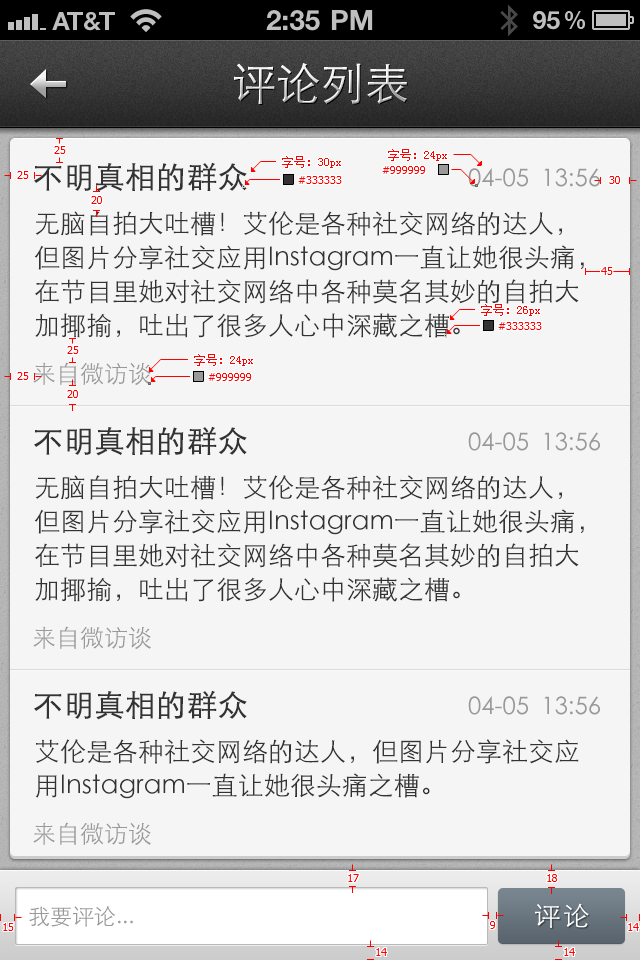 AT&T 2:35 PM 95%
评论列表
25
25 不明真相的群众 字号：30px #333333 字号：24px #999999 04-05 13:56 30
20
无脑自拍大吐槽！艾伦是各种社交网络的达人，
但图片分享社交应用Instagram一直让她很头痛，
45
在节目里她对社交网络中各种莫名其妙的自拍大
加揶揄，吐出了很多人心中深藏之槽。
字号：26px
#333333
25
字号：24px
25 来自微访谈 #999999
20
不明真相的群众 04-05 13:56
无脑自拍大吐槽！艾伦是各种社交网络的达人，
但图片分享社交应用Instagram一直让她很头痛，
在节目里她对社交网络中各种莫名其妙的自拍大
加揶揄，吐出了很多人心中深藏之槽。
来自微访谈
不明真相的群众 04-05 13:56
艾伦是各种社交网络的达人，但图片分享社交应
用Instagram一直让她很头痛之槽。
来自微访谈
17 18
15 我要评论... 9 评论 14
14 14